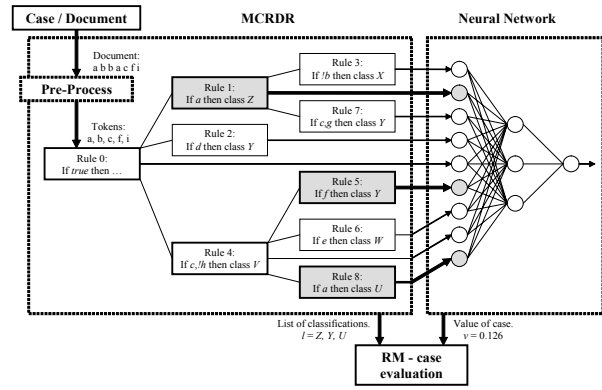 Case / Document
MCRDR
Neural Network
Document:
a b b a c f i
Pre-Process
Tokens:
a, b, c, f, i
Rule 0:
If true then …
Rule 1:
If a then class Z
Rule 2:
If d then class Y
Rule 3:
If !b then class X
Rule 7:
If c,g then class Y
Rule 4:
If c,!h then class V
Rule 5:
If f then class Y
Rule 6:
If e then class W
Rule 8:
If a then class U
List of classifications.
l = Z, Y, U
Value of case.
v = 0.126
RM - case
evaluation